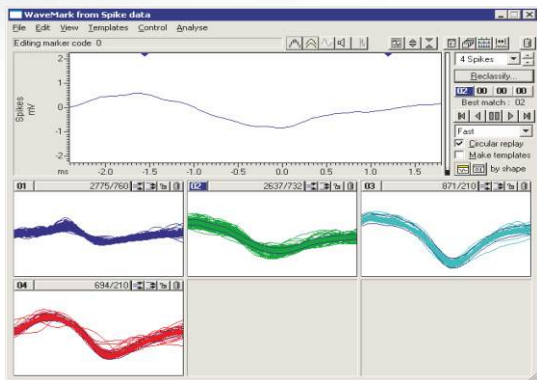 WaveMark from Spike data
File Edit View Templates Control Analyse
Editing marker code 0
4 Spikes
Reclassify...
02 00 00 00
Best match : 02
Fast
Circular replay
Make templates
by shape
Spikes
mV
2
1
0
-1
-2
ms -2.0 -1.5 -1.0 -0.5 0.0 0.5 1.0 1.5
01 2775/760
02 2637/732
03 871/210
04 694/210